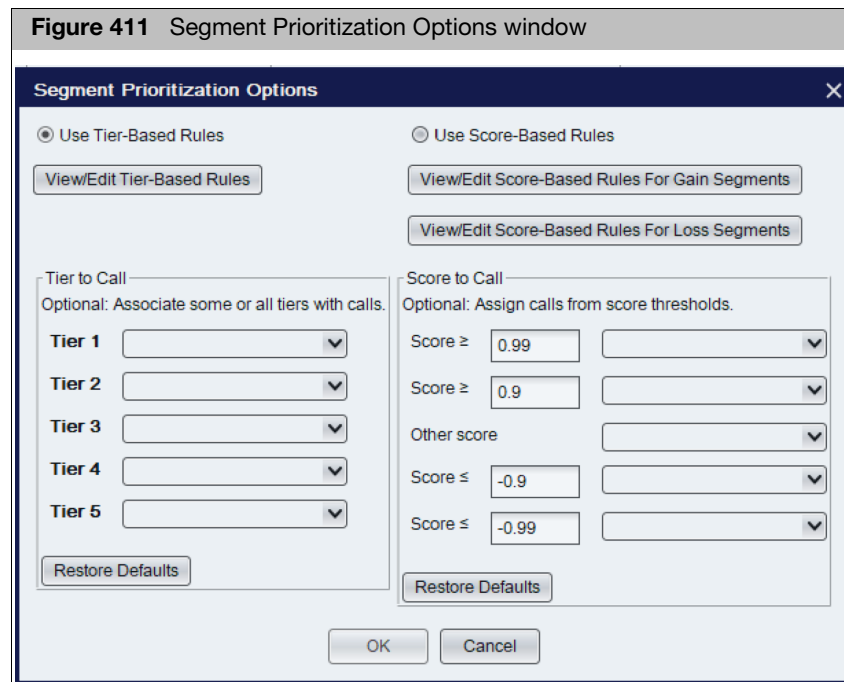 Figure 411 Segment Prioritization Options window
Segment Prioritization Options
Use Tier-Based Rules
Use Score-Based Rules
View/Edit Tier-Based Rules
View/Edit Score-Based Rules For Gain Segments
View/Edit Score-Based Rules For Loss Segments
Tier to Call
Optional: Associate some or all tiers with calls.
Tier 1
Tier 2
Tier 3
Tier 4
Tier 5
Restore Defaults
Score to Call
Optional: Assign calls from score thresholds.
Score ≥ 0.99
Score ≥ 0.9
Other score
Score ≤ -0.9
Score ≤ -0.99
Restore Defaults
OK
Cancel